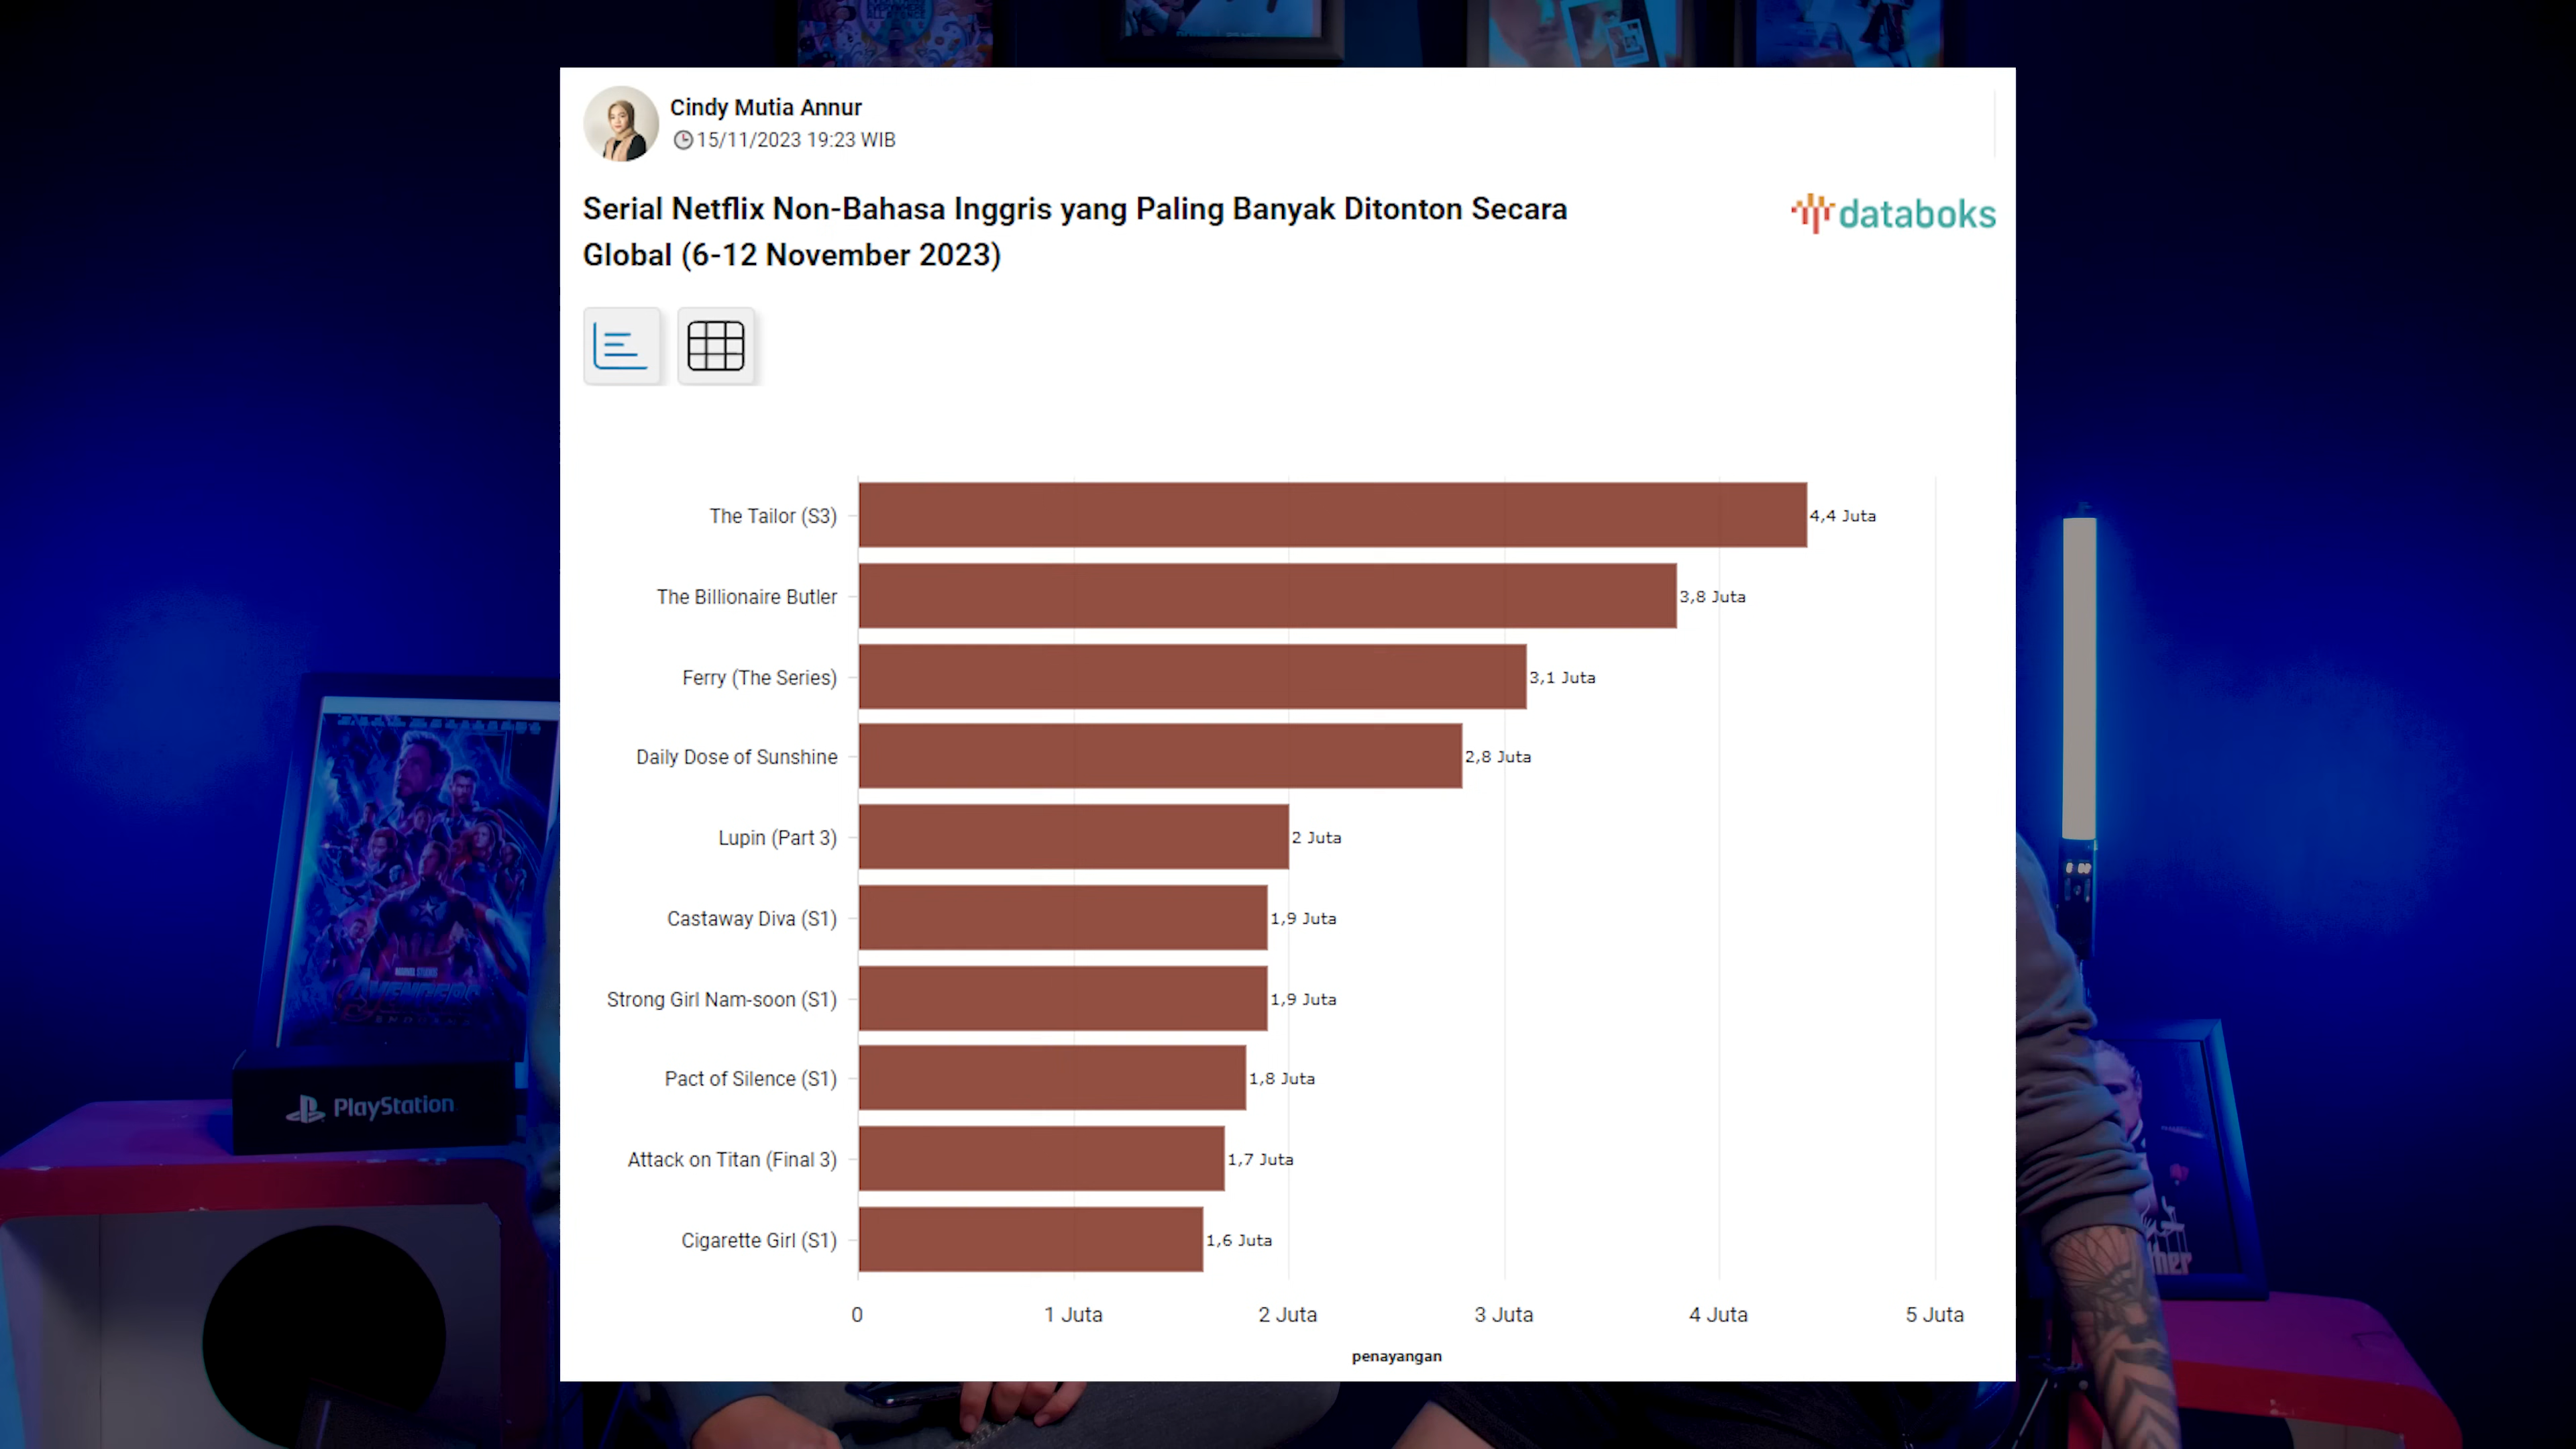 Cindy Mutia Annur
15/11/2023 19:23 WIB
Serial Netflix Non-Bahasa Inggris yang Paling Banyak Ditonton Secara
Global (6-12 November 2023)
databoks
The Tailor (S3)
4,4 Juta
The Billionaire Butler
3,8 Juta
Ferry (The Series)
3,1 Juta
Daily Dose of Sunshine
2,8 Juta
Lupin (Part 3)
2 Juta
Castaway Diva (S1)
1,9 Juta
Strong Girl Nam-soon (S1)
1,9 Juta
Pact of Silence (S1)
1,8 Juta
Attack on Titan (Final 3)
1,7 Juta
Cigarette Girl (S1)
1,6 Juta
0 1 Juta 2 Juta 3 Juta 4 Juta 5 Juta
penayangan
MARVEL STUDIOS
AVENGERS
ENDGAME
PlayStation